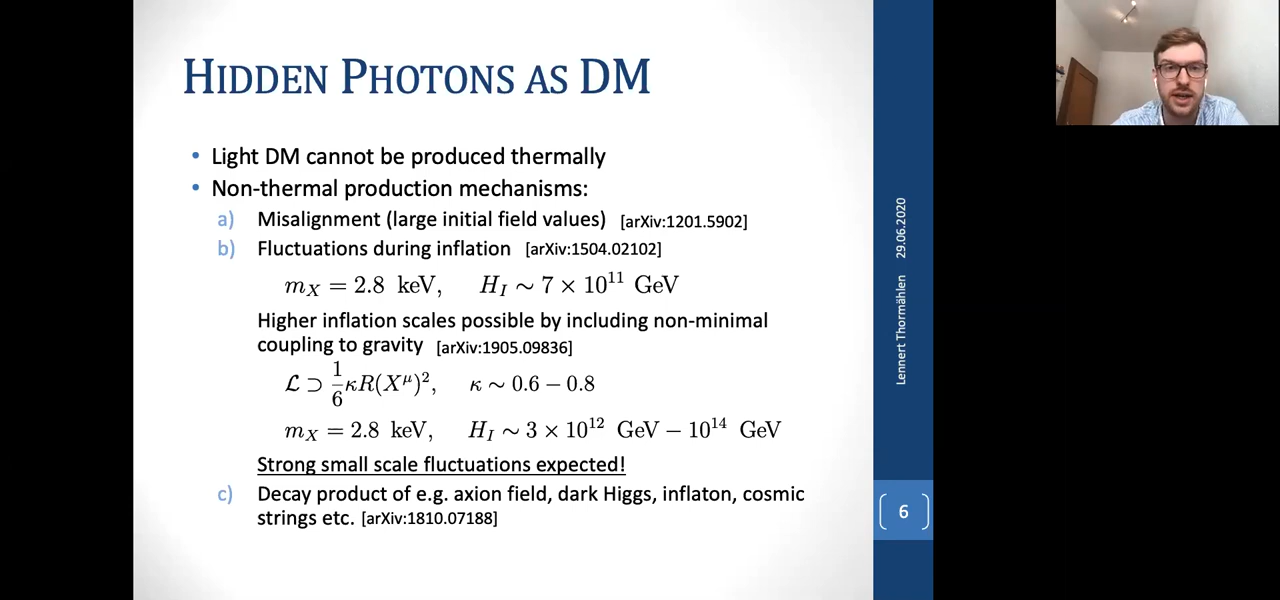 HIDDEN PHOTONS AS DM
• Light DM cannot be produced thermally
• Non-thermal production mechanisms:
a) Misalignment (large initial field values) [arXiv:1201.5902]
b) Fluctuations during inflation [arXiv:1504.02102]
m_X = 2.8 keV, H_I ∼ 7 × 10^11 GeV
Higher inflation scales possible by including non-minimal
coupling to gravity [arXiv:1905.09836]
ℒ ⊃ 1/6 κR(X^μ)^2, κ ∼ 0.6 − 0.8
m_X = 2.8 keV, H_I ∼ 3 × 10^12 GeV − 10^14 GeV
Strong small scale fluctuations expected!
c) Decay product of e.g. axion field, dark Higgs, inflaton, cosmic
strings etc. [arXiv:1810.07188]
Lennert Thormählen 29.06.2020
6